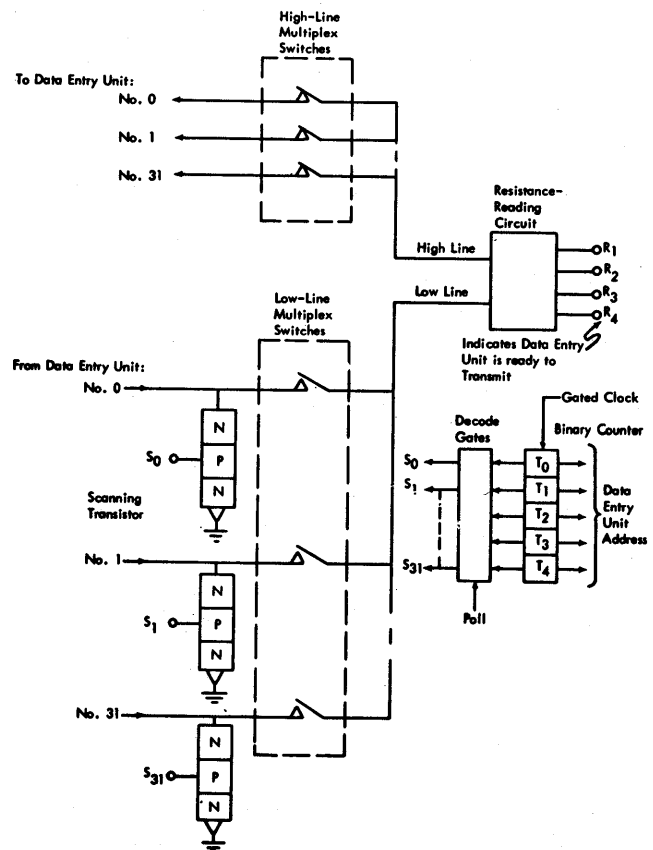 High-Line
Multiplex
Switches
To Data Entry Unit:
No. 0
No. 1
No. 31
Resistance-
Reading
Circuit
High Line
R1
R2
R3
R4
Low Line
Indicates Data Entry
Unit is ready to
Transmit
Low-Line
Multiplex
Switches
From Data Entry Unit:
No. 0
N
P
N
S0
Gated Clock
Decode
Gates
Binary Counter
S0
S1
S31
T0
T1
T2
T3
T4
Data
Entry
Unit
Address
Poll
Scanning
Transistor
No. 1
N
P
N
S1
No. 31
N
P
N
S31